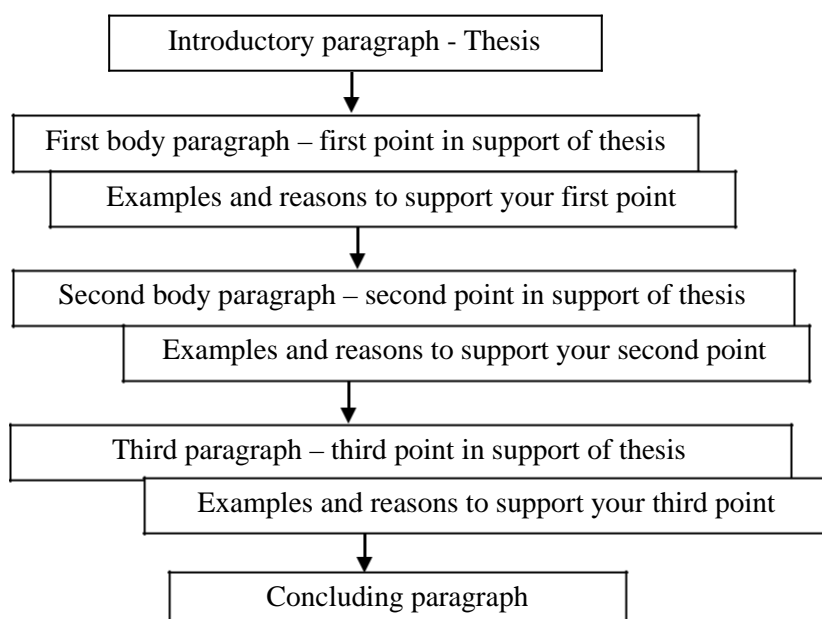 Introductory paragraph - Thesis
First body paragraph – first point in support of thesis
Examples and reasons to support your first point
Second body paragraph – second point in support of thesis
Examples and reasons to support your second point
Third paragraph – third point in support of thesis
Examples and reasons to support your third point
Concluding paragraph